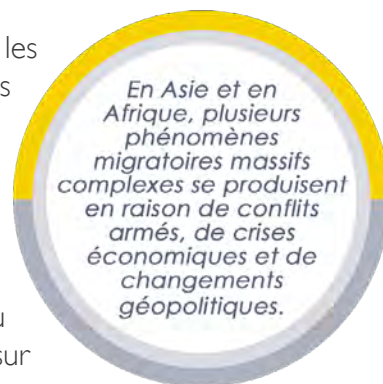 les
s
En Asie et en
Afrique, plusieurs
phénomènes
migratoires massifs
complexes se produisent
en raison de conflits
armés, de crises
économiques et de
changements
géopolitiques.
u
sur